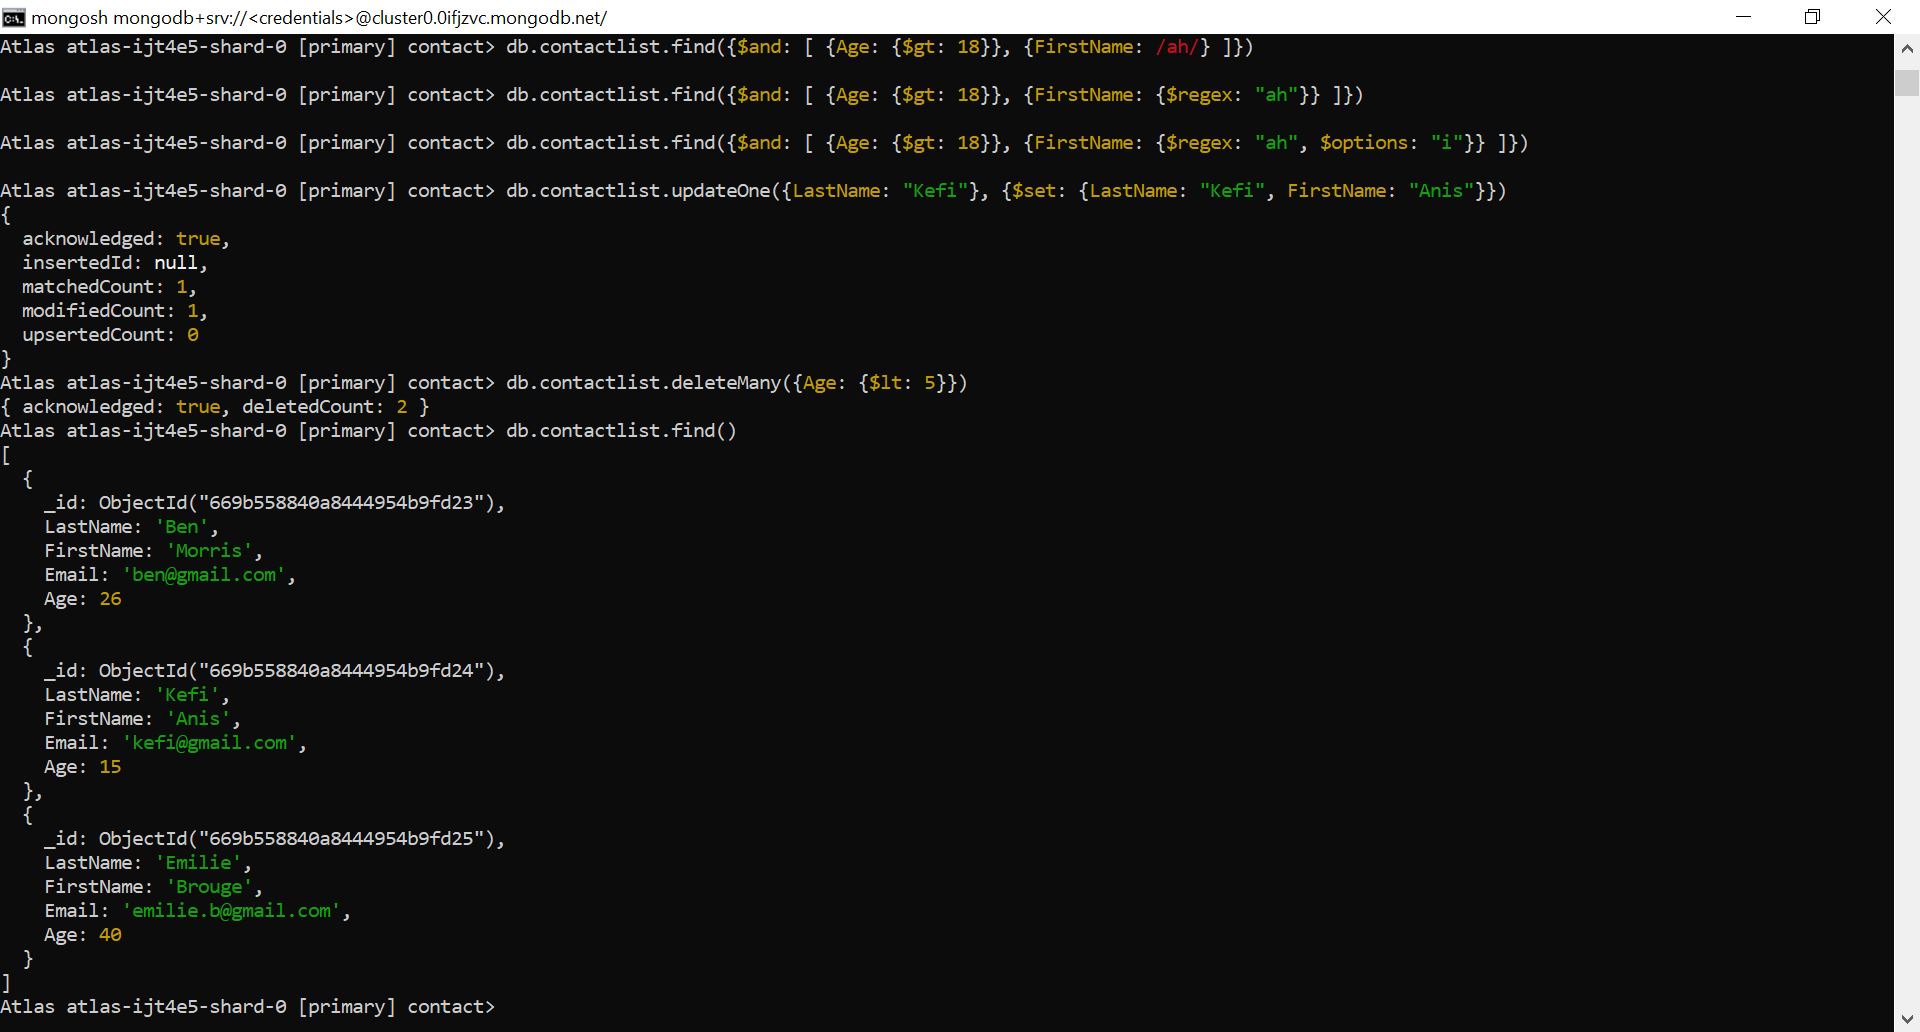 mongosh mongodb+srv://<credentials>@cluster0.0ifjzvc.mongodb.net/
Atlas atlas-ijt4e5-shard-0 [primary] contact> db.contactlist.find({$and: [ {Age: {$gt: 18}}, {FirstName: /ah/} ]})
Atlas atlas-ijt4e5-shard-0 [primary] contact> db.contactlist.find({$and: [ {Age: {$gt: 18}}, {FirstName: {$regex: "ah"}} ]})
Atlas atlas-ijt4e5-shard-0 [primary] contact> db.contactlist.find({$and: [ {Age: {$gt: 18}}, {FirstName: {$regex: "ah", $options: "i"}} ]})
Atlas atlas-ijt4e5-shard-0 [primary] contact> db.contactlist.updateOne({LastName: "Kefi"}, {$set: {LastName: "Kefi", FirstName: "Anis"}})
{
  acknowledged: true,
  insertedId: null,
  matchedCount: 1,
  modifiedCount: 1,
  upsertedCount: 0
}
Atlas atlas-ijt4e5-shard-0 [primary] contact> db.contactlist.deleteMany({Age: {$lt: 5}})
{ acknowledged: true, deletedCount: 2 }
Atlas atlas-ijt4e5-shard-0 [primary] contact> db.contactlist.find()
[
  {
    _id: ObjectId("669b558840a8444954b9fd23"),
    LastName: 'Ben',
    FirstName: 'Morris',
    Email: 'ben@gmail.com',
    Age: 26
  },
  {
    _id: ObjectId("669b558840a8444954b9fd24"),
    LastName: 'Kefi',
    FirstName: 'Anis',
    Email: 'kefi@gmail.com',
    Age: 15
  },
  {
    _id: ObjectId("669b558840a8444954b9fd25"),
    LastName: 'Emilie',
    FirstName: 'Brouge',
    Email: 'emilie.b@gmail.com',
    Age: 40
  }
]
Atlas atlas-ijt4e5-shard-0 [primary] contact>